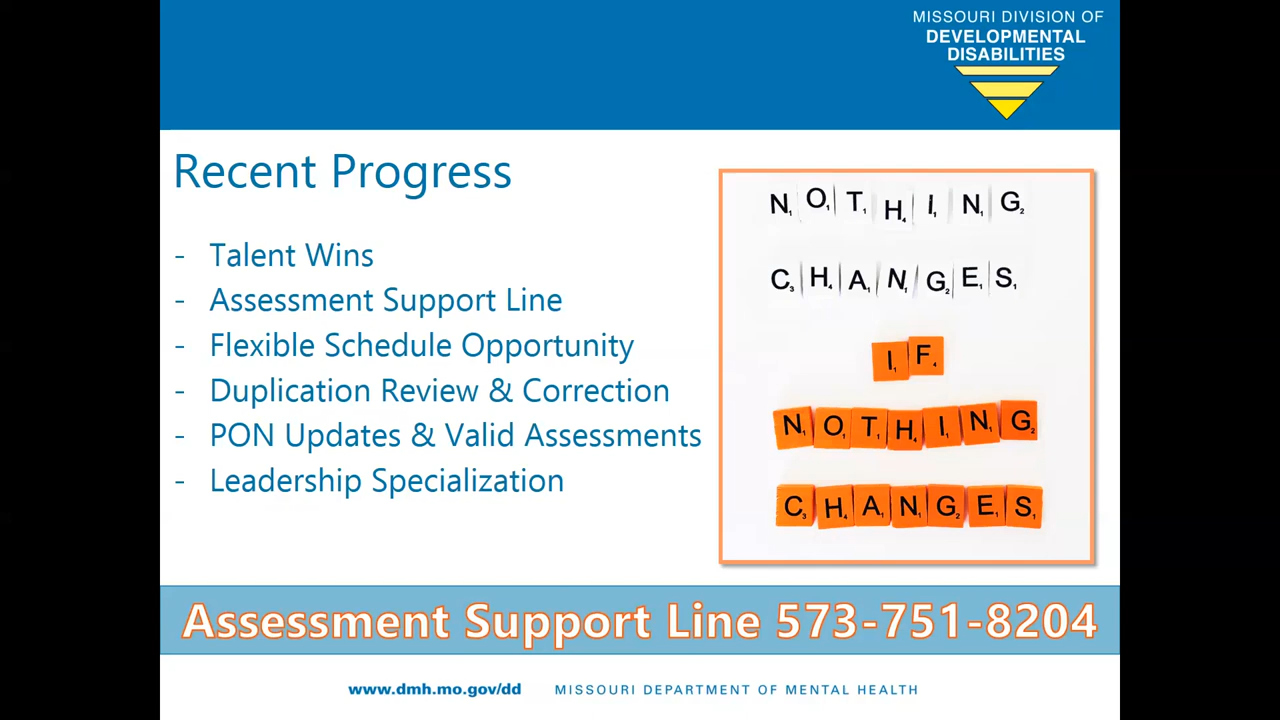 MISSOURI DIVISION OF
DEVELOPMENTAL
DISABILITIES
Recent Progress
- Talent Wins
- Assessment Support Line
- Flexible Schedule Opportunity
- Duplication Review & Correction
- PON Updates & Valid Assessments
- Leadership Specialization
NOTHING
CHANGES
IF
NOTHING
CHANGES
Assessment Support Line 573-751-8204
www.dmh.mo.gov/dd MISSOURI DEPARTMENT OF MENTAL HEALTH